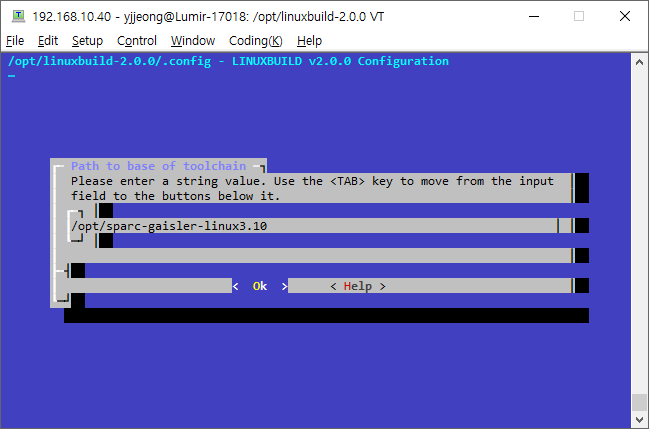 192.168.10.40 - yjjeong@Lumir-17018: /opt/linuxbuild-2.0.0 VT
File Edit Setup Control Window Coding(K) Help
/opt/linuxbuild-2.0.0/.config - LINUXBUILD v2.0.0 Configuration
Path to base of toolchain
Please enter a string value. Use the <TAB> key to move from the input
field to the buttons below it.
/opt/sparc-gaisler-linux3.10
< Ok > < Help >